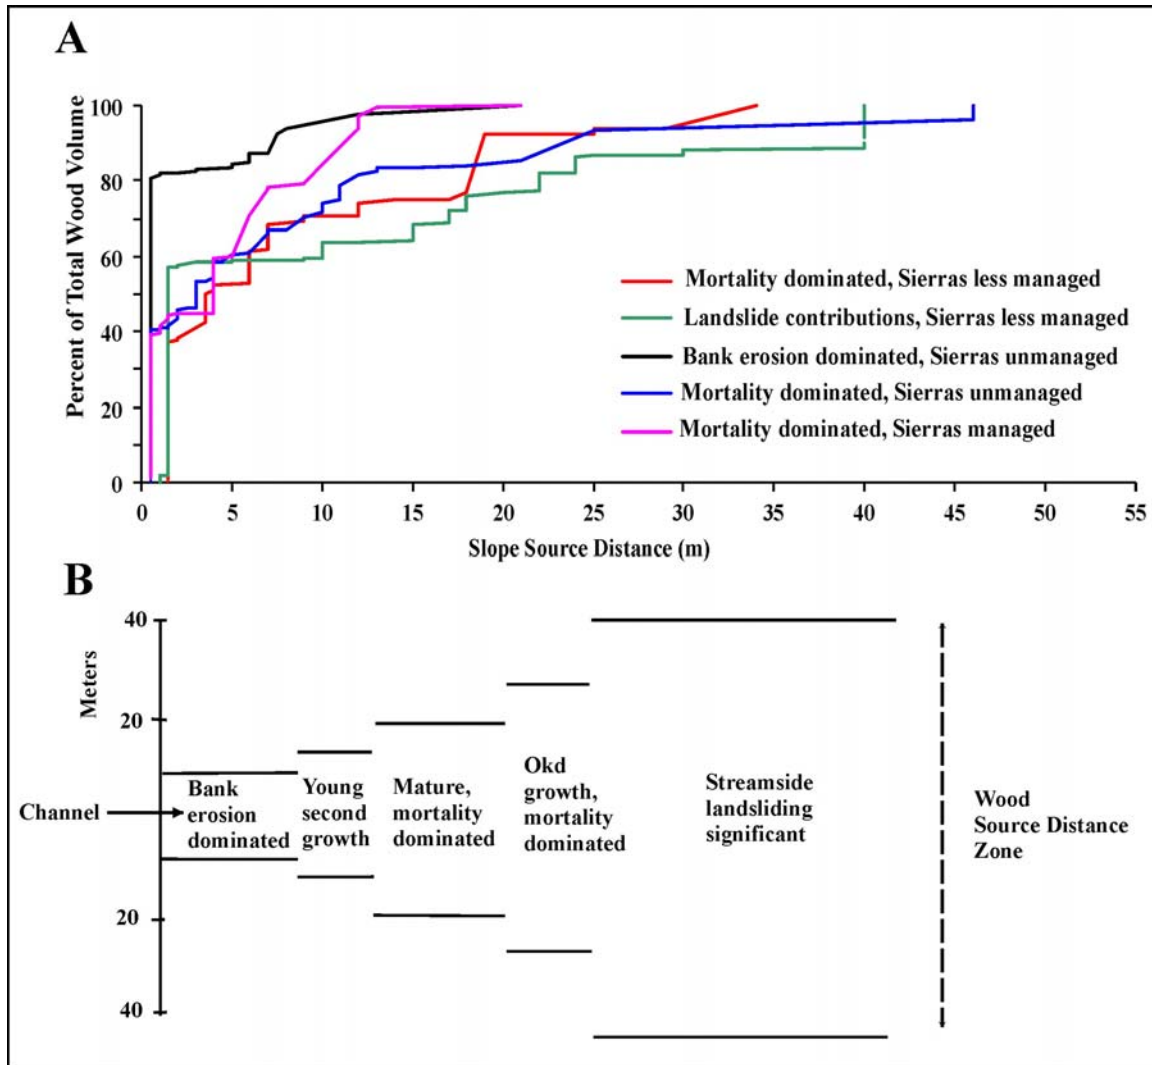 A
100
80
60
40
20
0
Percent of Total Wood Volume
0 5 10 15 20 25 30 35 40 45 50 55
Slope Source Distance (m)
Mortality dominated, Sierras less managed
Landslide contributions, Sierras less managed
Bank erosion dominated, Sierras unmanaged
Mortality dominated, Sierras unmanaged
Mortality dominated, Sierras managed
B
40
20
20
40
Meters
Channel
Bank
erosion
dominated
Young
second
growth
Mature,
mortality
dominated
Okd
growth,
mortality
dominated
Streamside
landsliding
significant
Wood
Source Distance
Zone